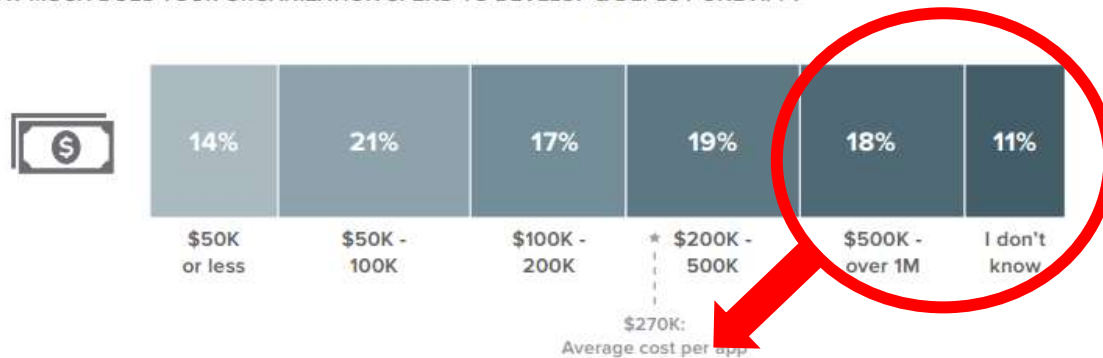 14% 21% 17% 19% 18% 11%
$50K $50K - $100K - * $200K - $500K - I don't
or less 100K 200K 500K over 1M know
$270K:
Average cost per app
$